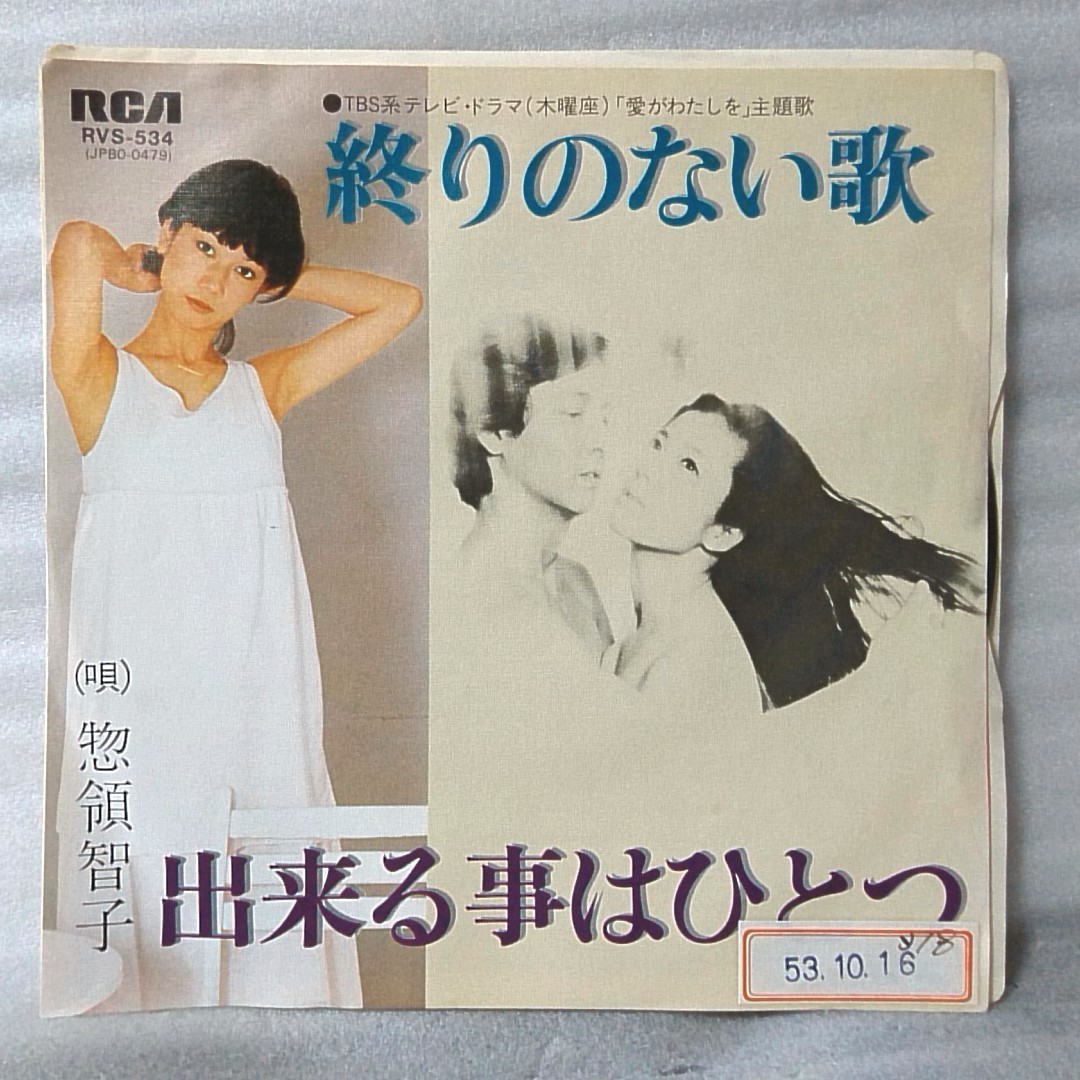 RCA
RVS-534
(JPBO-0479)
●TBS系テレビ・ドラマ(木曜座)「愛がわたしを」主題歌
終りのない歌
(唄)
惣領智子
出来る事はひとつ
53.10.16